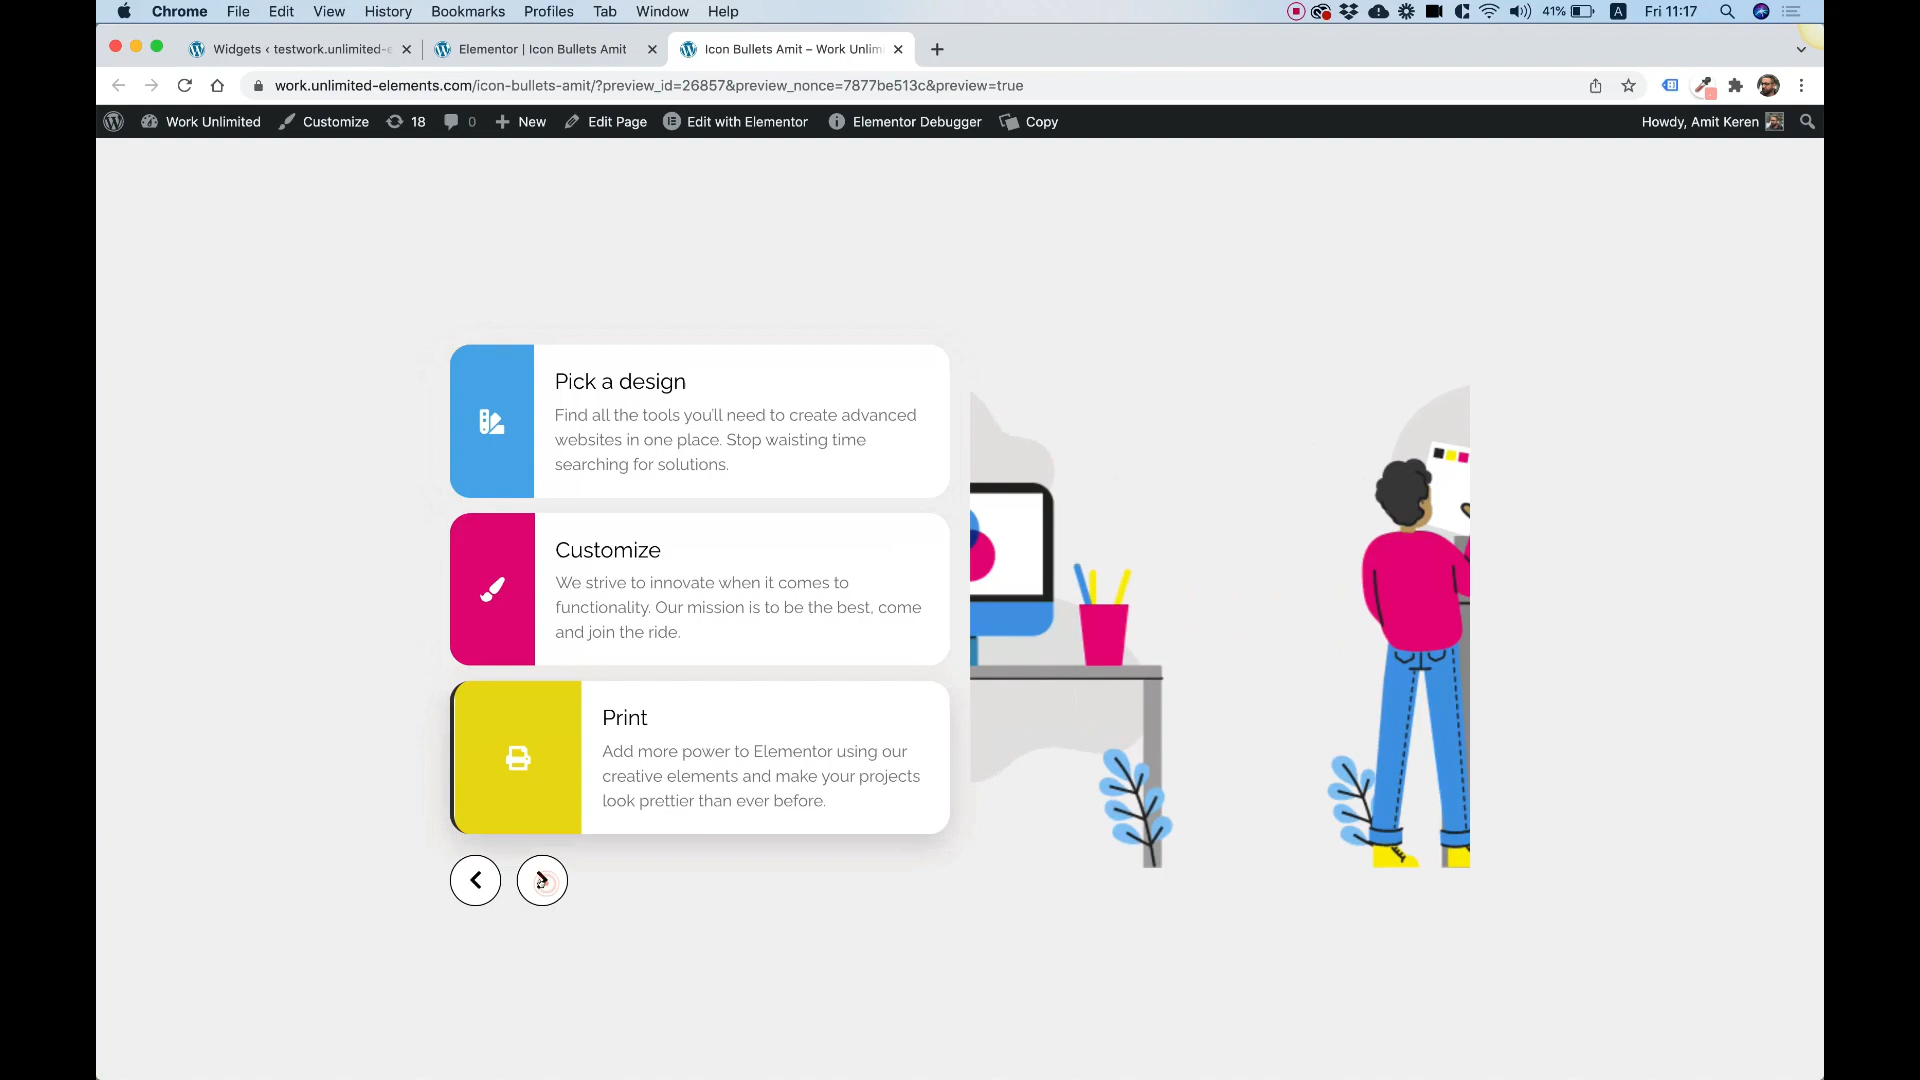 Chrome File Edit View History Bookmarks Profiles Tab Window Help 41% A Fri 11:17
Widgets ‹ testwork.unlimited-e Elementor | Icon Bullets Amit Icon Bullets Amit – Work Unlim
work.unlimited-elements.com/icon-bullets-amit/?preview_id=26857&preview_nonce=7877be513c&preview=true
Work Unlimited Customize 18 0 New Edit Page Edit with Elementor Elementor Debugger Copy Howdy, Amit Keren
Pick a design
Find all the tools you'll need to create advanced
websites in one place. Stop waisting time
searching for solutions.
Customize
We strive to innovate when it comes to
functionality. Our mission is to be the best, come
and join the ride.
Print
Add more power to Elementor using our
creative elements and make your projects
look prettier than ever before.